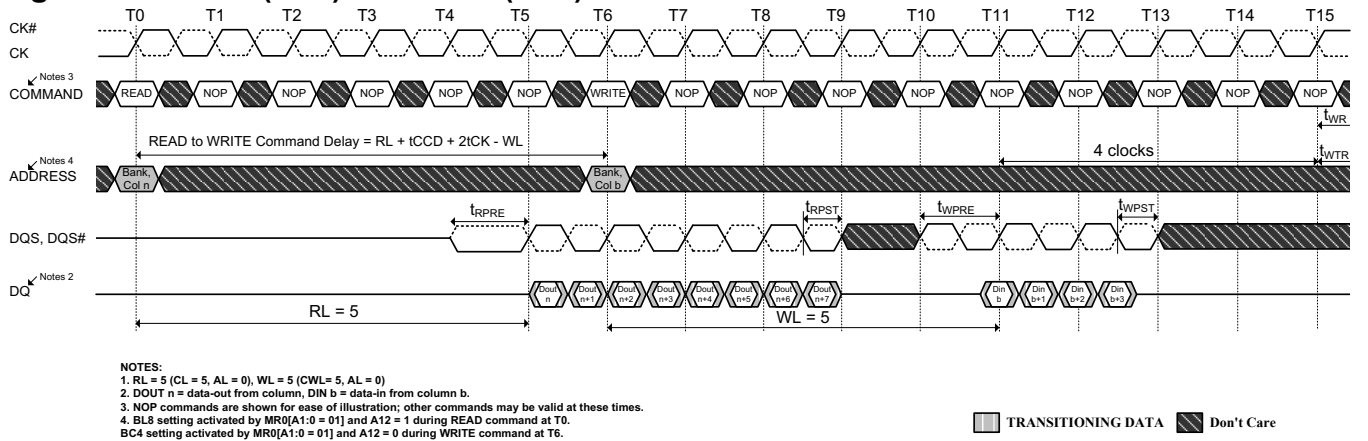 T0 T1 T2 T3 T4 T5 T6 T7 T8 T9 T10 T11 T12 T13 T14 T15
CK#
CK
Notes 3
COMMAND
READ NOP NOP NOP NOP NOP WRITE NOP NOP NOP NOP NOP NOP NOP NOP NOP
tWR
READ to WRITE Command Delay = RL + tCCD + 2tCK - WL
4 clocks
tWTR
Notes 4
ADDRESS
Bank, Col n
Bank, Col b
tRPRE
tRPST
tWPRE
tWPST
DQS, DQS#
Notes 2
DQ
Dout n
Dout n+1
Dout n+2
Dout n+3
Dout n+4
Dout n+5
Dout n+6
Dout n+7
Din b
Din b+1
Din b+2
Din b+3
RL = 5
WL = 5
NOTES:
1. RL = 5 (CL = 5, AL = 0), WL = 5 (CWL= 5, AL = 0)
2. DOUT n = data-out from column, DIN b = data-in from column b.
3. NOP commands are shown for ease of illustration; other commands may be valid at these times.
4. BL8 setting activated by MR0[A1:0 = 01] and A12 = 1 during READ command at T0.
BC4 setting activated by MR0[A1:0 = 01] and A12 = 0 during WRITE command at T6.
TRANSITIONING DATA
Don't Care